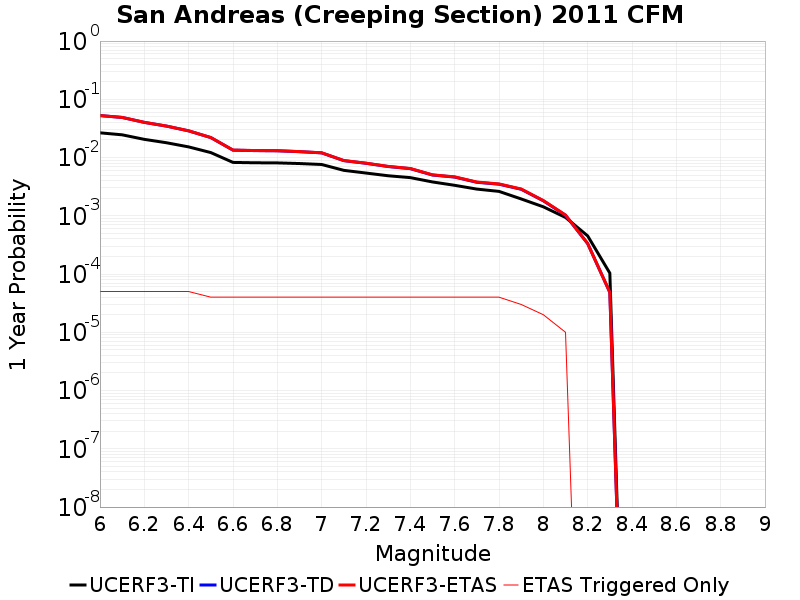 San Andreas (Creeping Section) 2011 CFM
1 Year Probability
10^0
10^-1
10^-2
10^-3
10^-4
10^-5
10^-6
10^-7
10^-8
6 6.2 6.4 6.6 6.8 7 7.2 7.4 7.6 7.8 8 8.2 8.4 8.6 8.8 9
Magnitude
UCERF3-TI UCERF3-TD UCERF3-ETAS ETAS Triggered Only